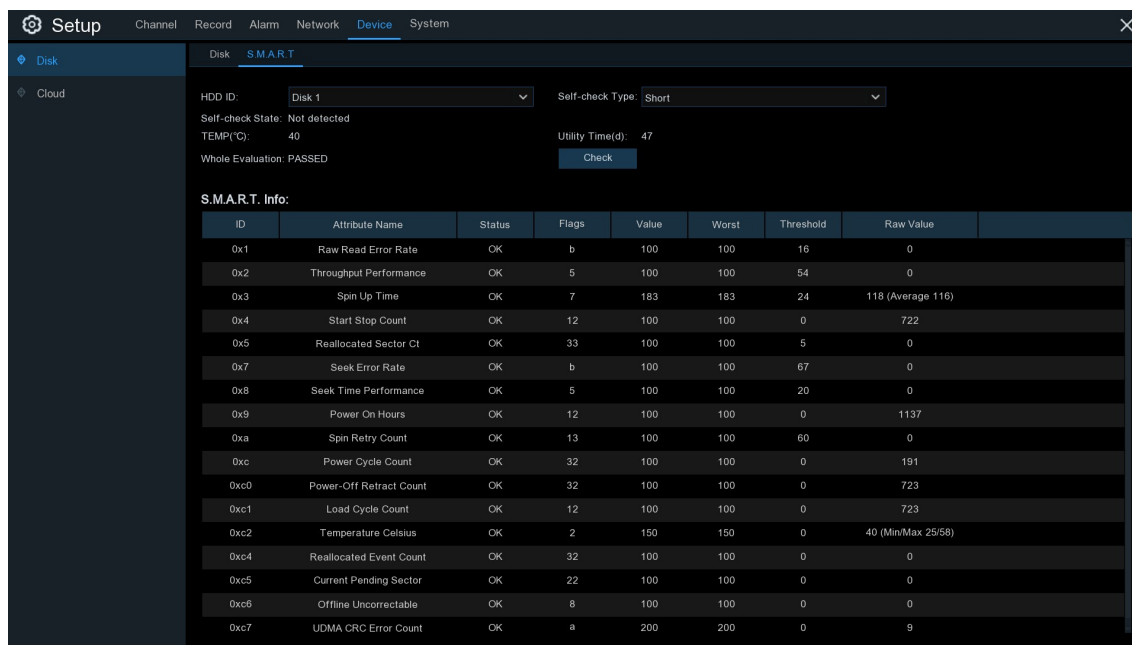 Setup Channel Record Alarm Network Device System
Disk
Cloud
Disk S.M.A.R.T
HDD ID: Disk 1 Self-check Type: Short
Self-check State: Not detected
TEMP(℃): 40 Utility Time(d): 47
Whole Evaluation: PASSED Check
S.M.A.R.T. Info:
ID Attribute Name Status Flags Value Worst Threshold Raw Value
0x1 Raw Read Error Rate OK b 100 100 16 0
0x2 Throughput Performance OK 5 100 100 54 0
0x3 Spin Up Time OK 7 183 183 24 118 (Average 116)
0x4 Start Stop Count OK 12 100 100 0 722
0x5 Reallocated Sector Ct OK 33 100 100 5 0
0x7 Seek Error Rate OK b 100 100 67 0
0x8 Seek Time Performance OK 5 100 100 20 0
0x9 Power On Hours OK 12 100 100 0 1137
0xa Spin Retry Count OK 13 100 100 60 0
0xc Power Cycle Count OK 32 100 100 0 191
0xc0 Power-Off Retract Count OK 32 100 100 0 723
0xc1 Load Cycle Count OK 12 100 100 0 723
0xc2 Temperature Celsius OK 2 150 150 0 40 (Min/Max 25/58)
0xc4 Reallocated Event Count OK 32 100 100 0 0
0xc5 Current Pending Sector OK 22 100 100 0 0
0xc6 Offline Uncorrectable OK 8 100 100 0 0
0xc7 UDMA CRC Error Count OK a 200 200 0 9